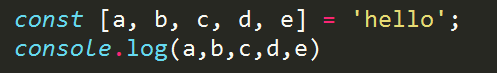 const [a, b, c, d, e] = 'hello';
console.log(a,b,c,d,e)